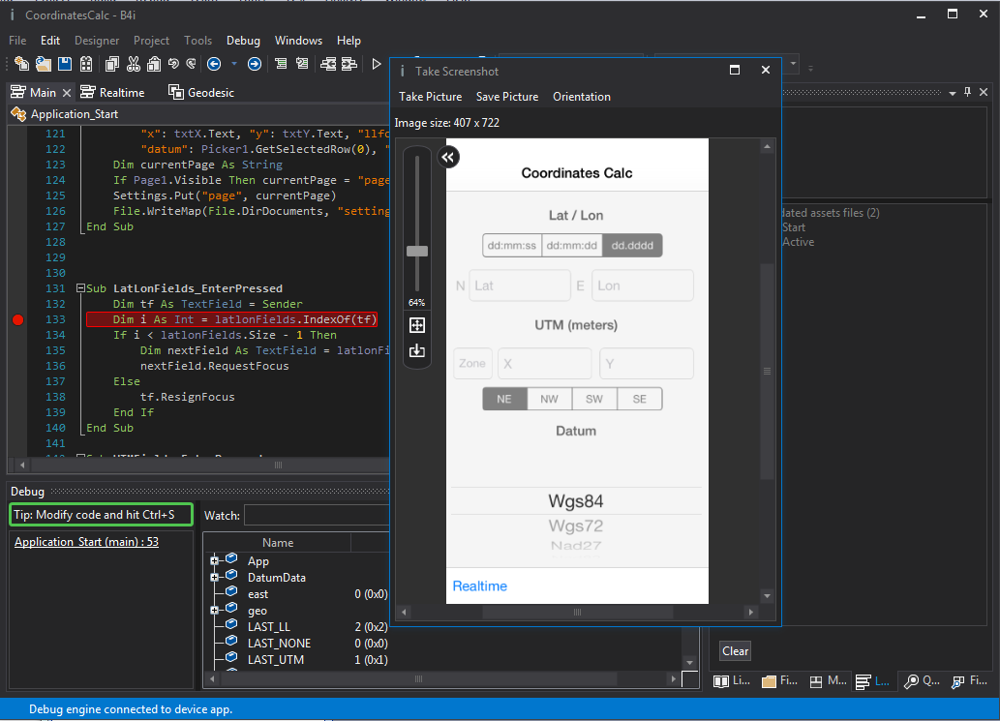 CoordinatesCalc - B4i
File Edit Designer Project Tools Debug Windows Help
Main Realtime Geodesic
Application_Start
121 "x": txtX.Text, "y": txtY.Text,
122 "datum": Picker1.GetSelectedRow(0), "
123 Dim currentPage As String
124 If Page1.Visible Then currentPage = "page
125 Settings.Put("page", currentPage)
126 File.WriteMap(File.DirDocuments, "setting
127 End Sub
128
129
130
131 Sub LatLonFields_EnterPressed
132 Dim tf As TextField = Sender
133 Dim i As Int = latlonFields.IndexOf(tf)
134 If i < latlonFields.Size - 1 Then
135 Dim nextField As TextField = latlonFi
136 nextField.RequestFocus
137 Else
138 tf.ResignFocus
139 End If
140 End Sub
141
Take Screenshot
Take Picture Save Picture Orientation
Image size: 407 x 722
64%
Coordinates Calc
Lat / Lon
dd:mm:ss dd:mm:dd dd.dddd
N Lat E Lon
UTM (meters)
Zone X Y
NE NW SW SE
Datum
Wgs84
Wgs72
Nad27
Realtime
dated assets files (2)
Start
Active
Debug
Tip: Modify code and hit Ctrl+S
Application_Start (main) : 53
Watch:
Name
App
DatumData
east 0 (0x0)
geo
LAST_LL 2 (0x2)
LAST_NONE 0 (0x0)
LAST_UTM 1 (0x1)
Clear
Li... Fi... M... L... Q... Fi...
Debug engine connected to device app.